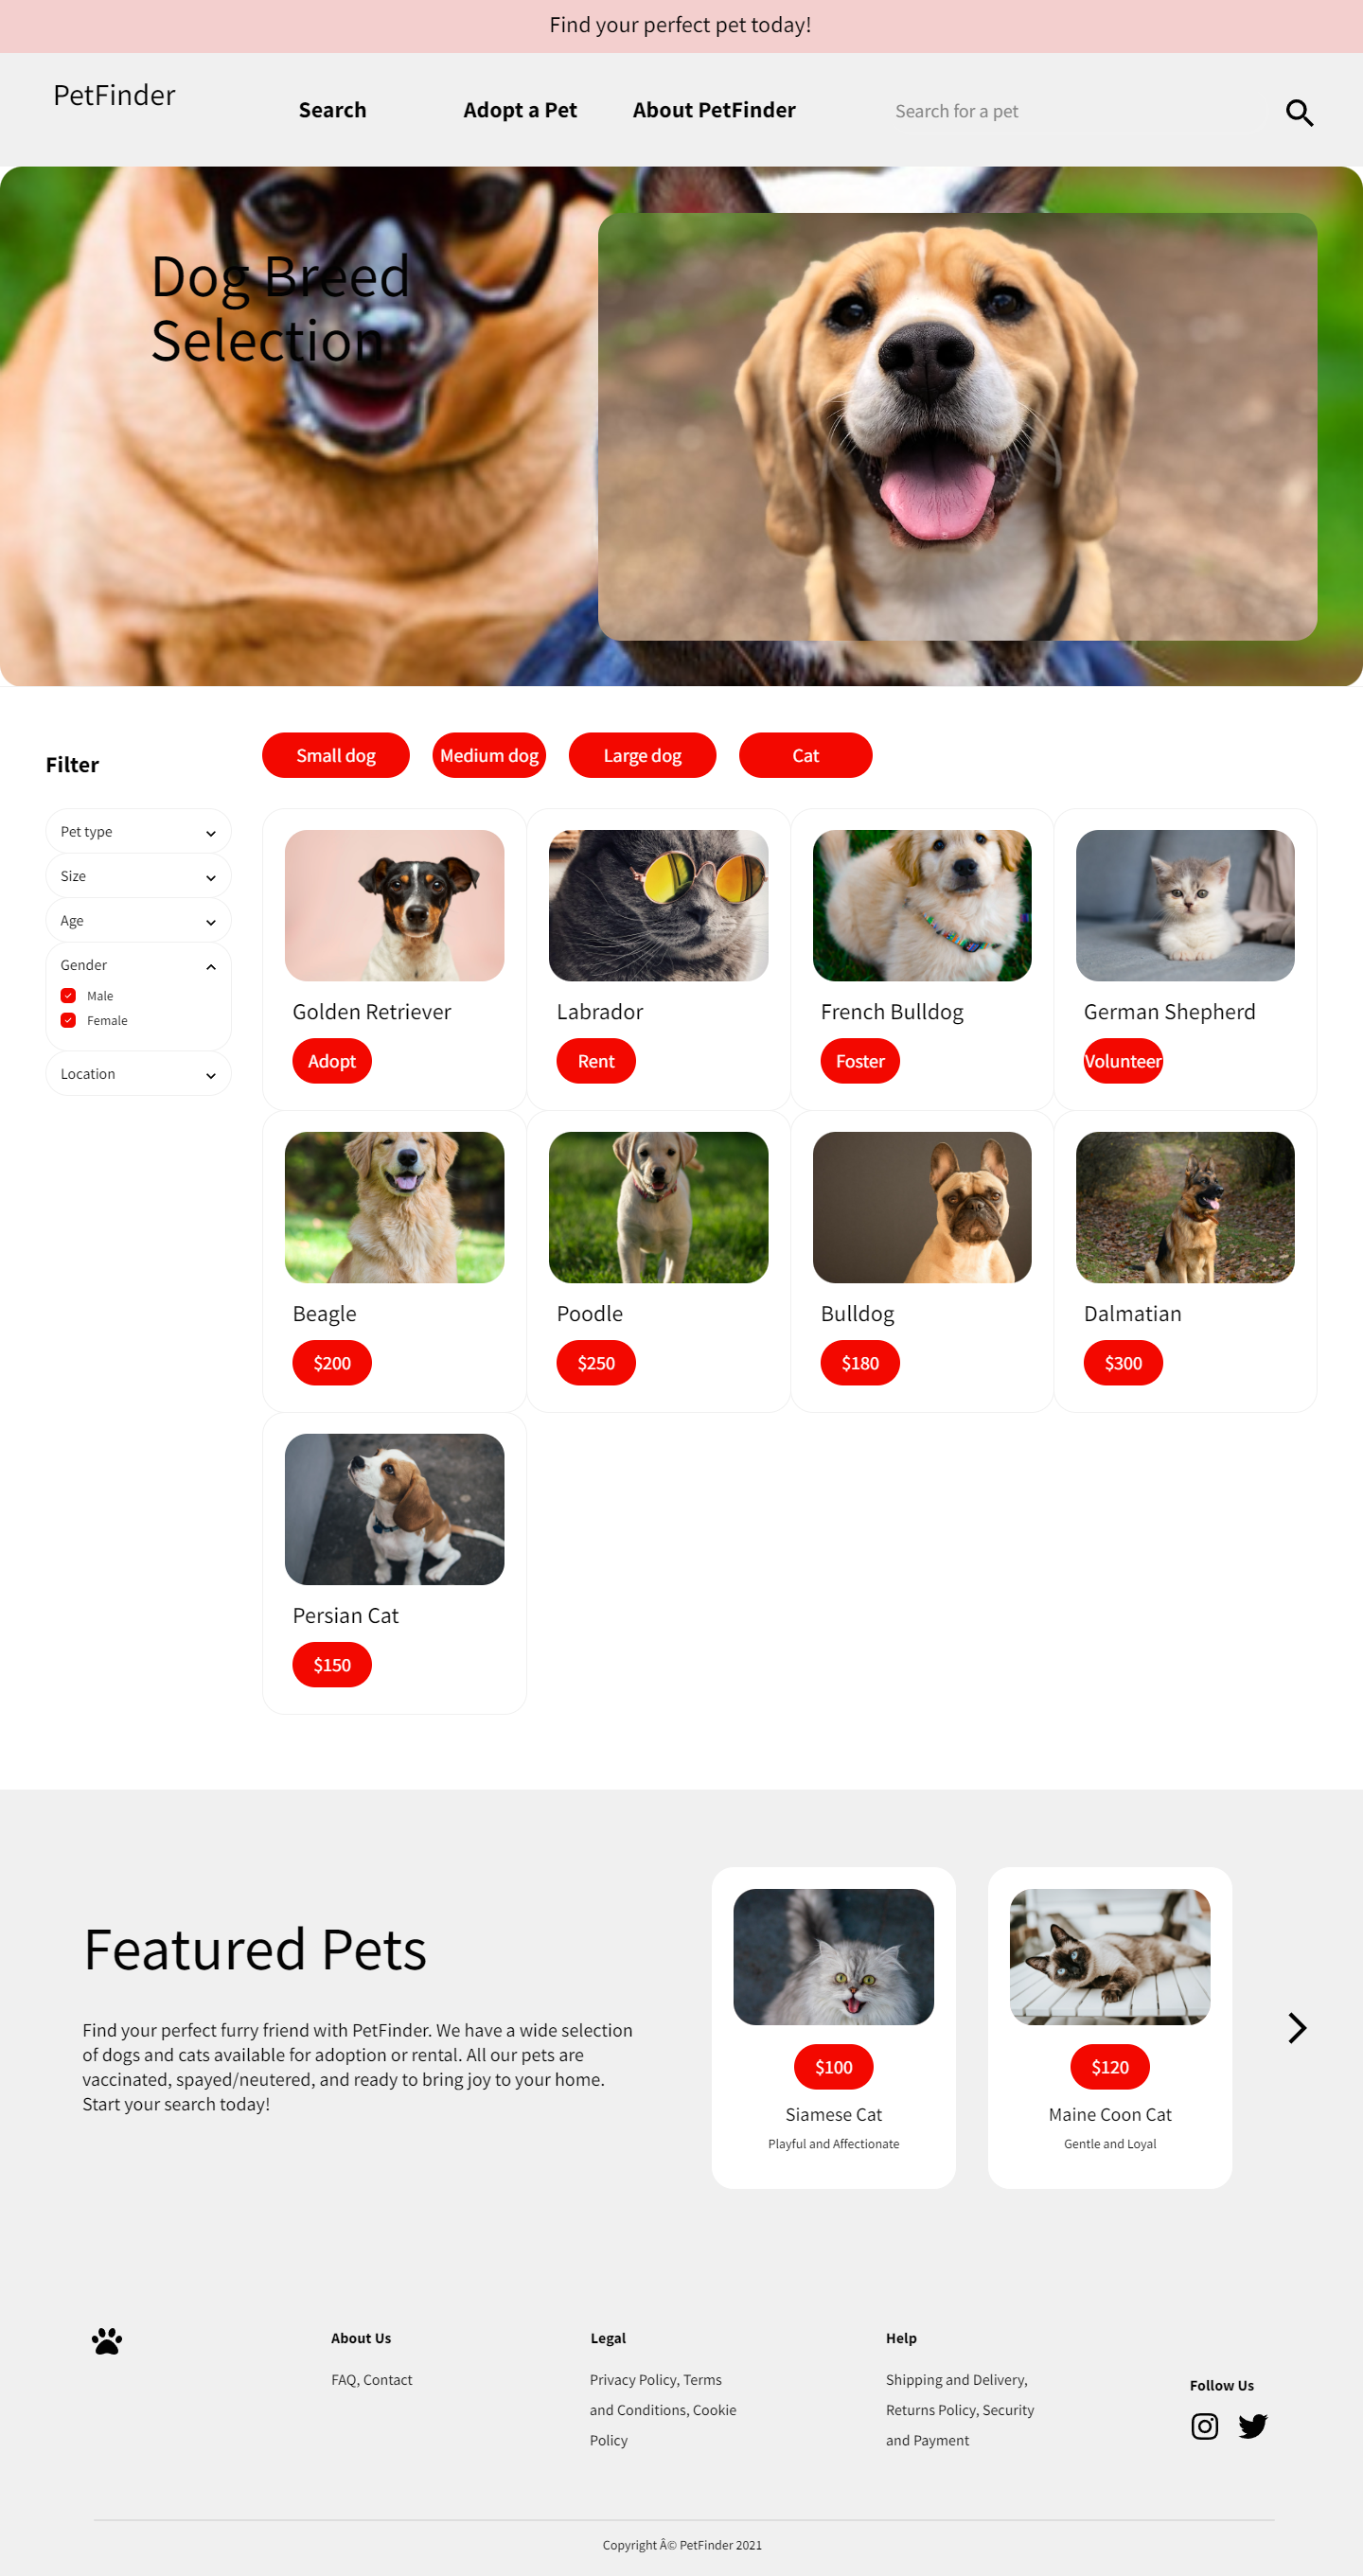 Find your perfect pet today!
PetFinder
Search
Adopt a Pet
About PetFinder
Search for a pet
Dog Breed
Selection
Filter
Pet type
Size
Age
Gender
Male
Female
Location
Small dog
Medium dog
Large dog
Cat
Golden Retriever
Adopt
Labrador
Rent
French Bulldog
Foster
German Shepherd
Volunteer
Beagle
$200
Poodle
$250
Bulldog
$180
Dalmatian
$300
Persian Cat
$150
Featured Pets
Find your perfect furry friend with PetFinder. We have a wide selection
of dogs and cats available for adoption or rental. All our pets are
vaccinated, spayed/neutered, and ready to bring joy to your home.
Start your search today!
$100
Siamese Cat
Playful and Affectionate
$120
Maine Coon Cat
Gentle and Loyal
About Us
FAQ, Contact
Legal
Privacy Policy, Terms
and Conditions, Cookie
Policy
Help
Shipping and Delivery,
Returns Policy, Security
and Payment
Follow Us
Copyright Â© PetFinder 2021